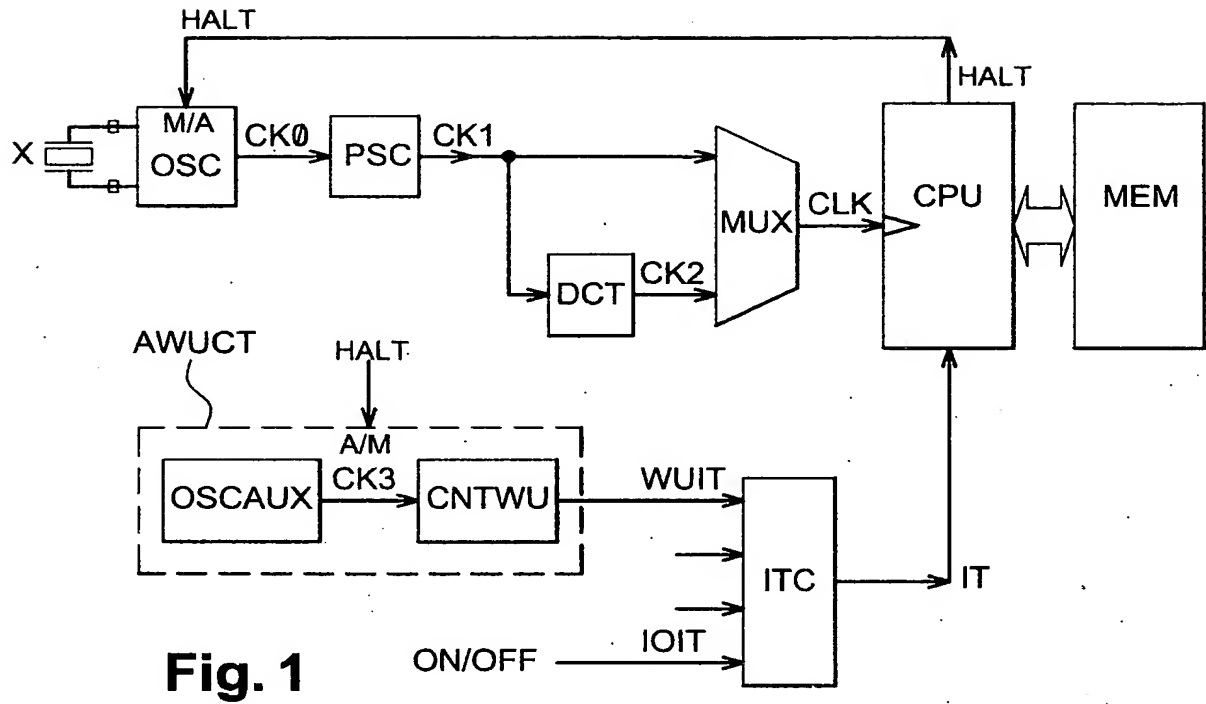 HALT
HALT
M/A
OSC
X
CKØ
PSC
CK1
MUX
CLK
CPU
MEM
DCT
CK2
AWUCT
HALT
A/M
OSCAUX
CK3
CNTWU
WUIT
ITC
IT
IOIT
ON/OFF
Fig. 1